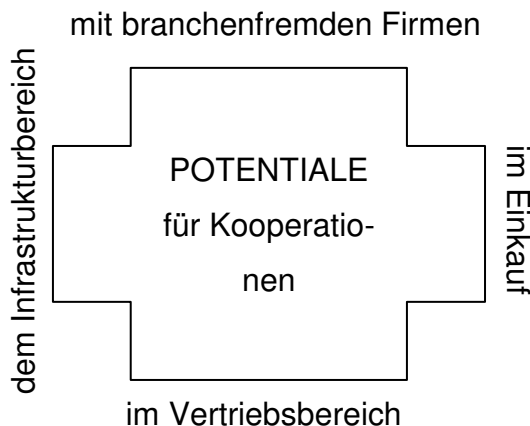 mit branchenfremden Firmen
dem Infrastrukturbereich
POTENTIALE
für Kooperatio-
nen
im Einkauf
im Vertriebsbereich